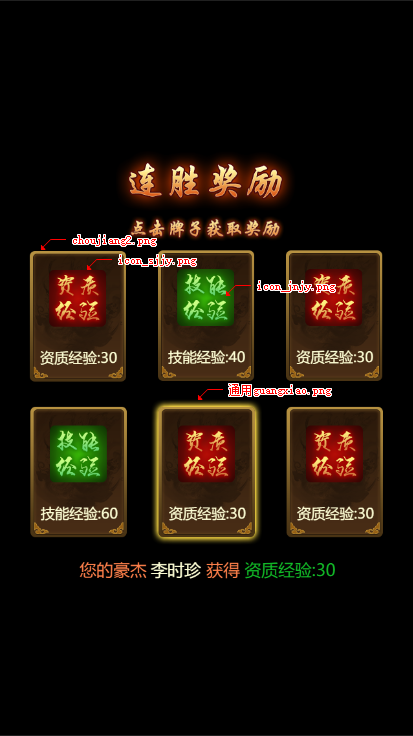 连胜奖励
点击牌子获取奖励
choujiang2.png
icon_sjjy.png
icon_jnjy.png
资质
经验
技能
经验
资质
经验
资质经验:30
技能经验:40
资质经验:30
通用guangxiao.png
技能
经验
资质
经验
资质
经验
技能经验:60
资质经验:30
资质经验:30
您的豪杰 李时珍 获得 资质经验:30